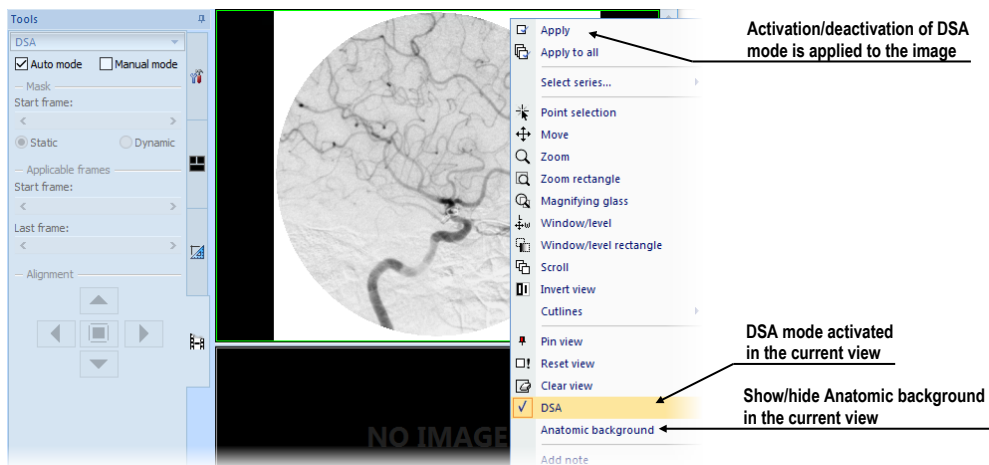 Tools
DSA
Auto mode Manual mode
Mask
Start frame:
Static Dynamic
Applicable frames
Start frame:
Last frame:
Alignment
NO IMAGE
Apply
Apply to all
Select series...
Point selection
Move
Zoom
Zoom rectangle
Magnifying glass
Window/level
Window/level rectangle
Scroll
Invert view
Cutlines
Pin view
Reset view
Clear view
DSA
Anatomic background
Add note
Activation/deactivation of DSA
mode is applied to the image
DSA mode activated
in the current view
Show/hide Anatomic background
in the current view